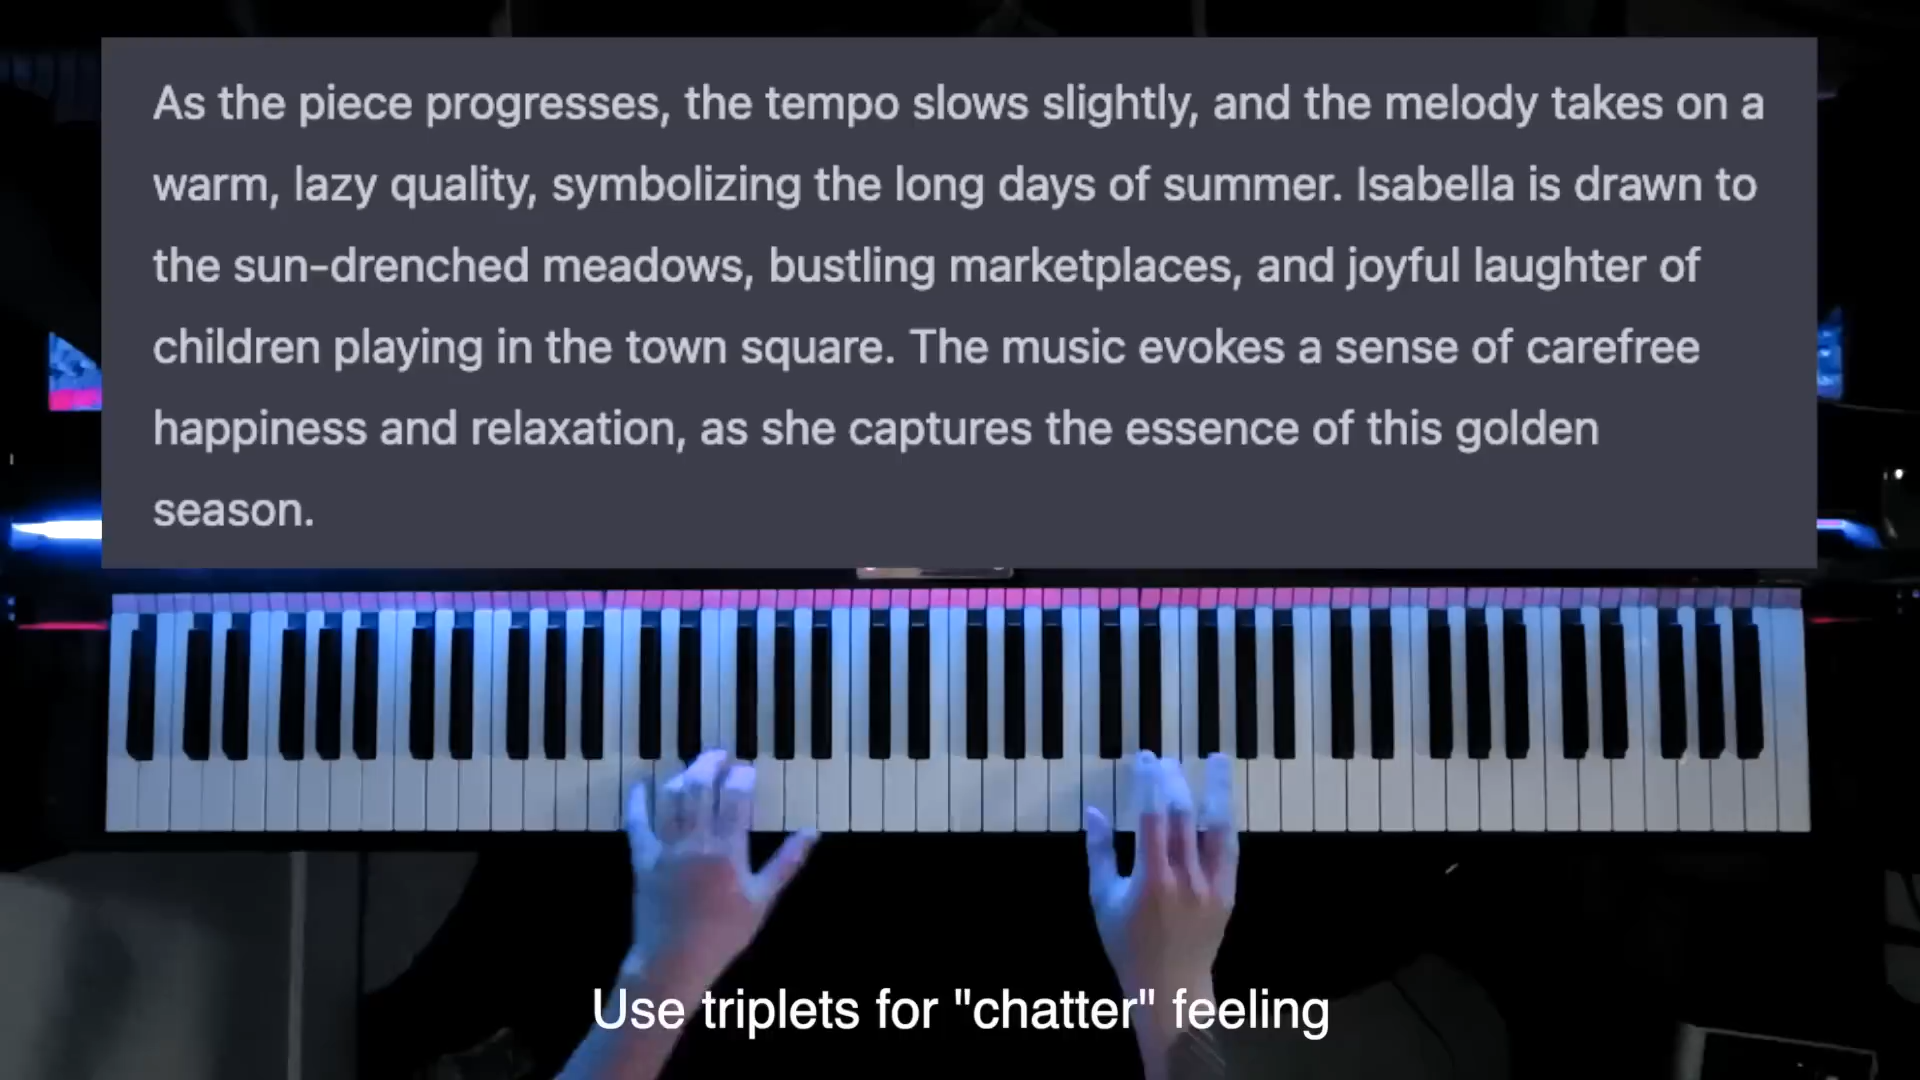 As the piece progresses, the tempo slows slightly, and the melody takes on a
warm, lazy quality, symbolizing the long days of summer. Isabella is drawn to
the sun-drenched meadows, bustling marketplaces, and joyful laughter of
children playing in the town square. The music evokes a sense of carefree
happiness and relaxation, as she captures the essence of this golden
season.
Use triplets for "chatter" feeling